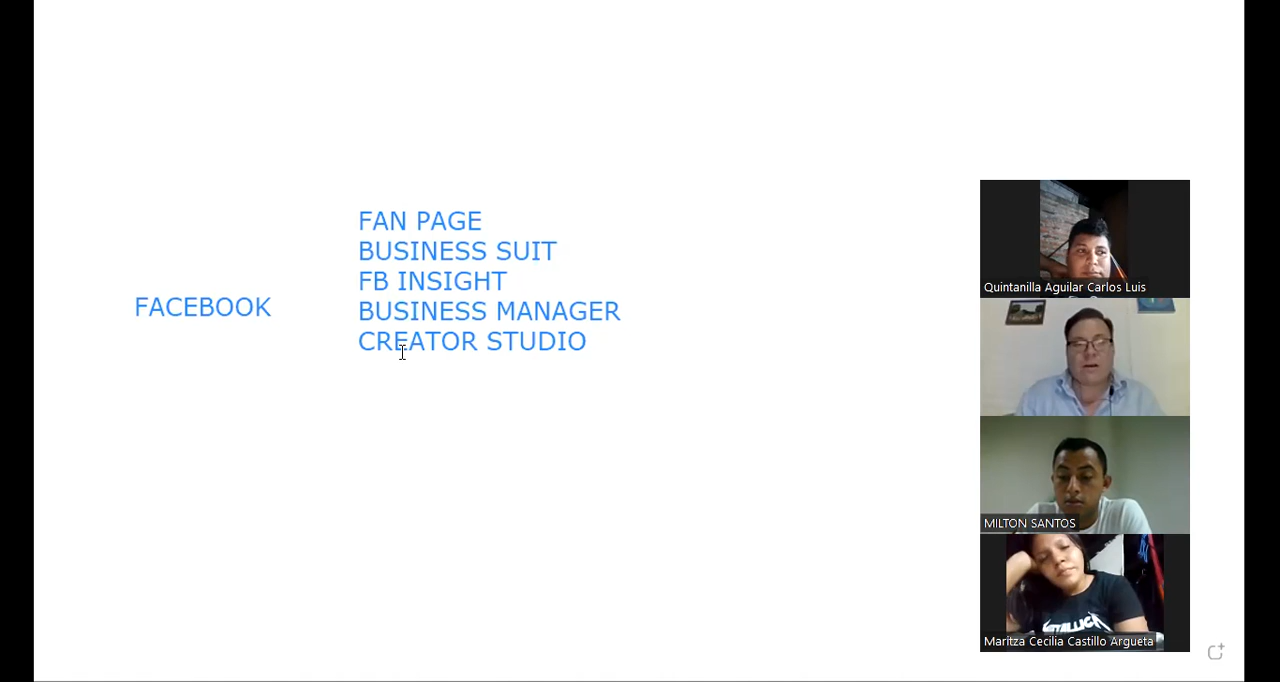 FAN PAGE
BUSINESS SUIT
FB INSIGHT
FACEBOOK
BUSINESS MANAGER
CREATOR STUDIO
Quintanilla Aguilar Carlos Luis
MILTON SANTOS
METALLICA
Maritza Cecilia Castillo Argueta